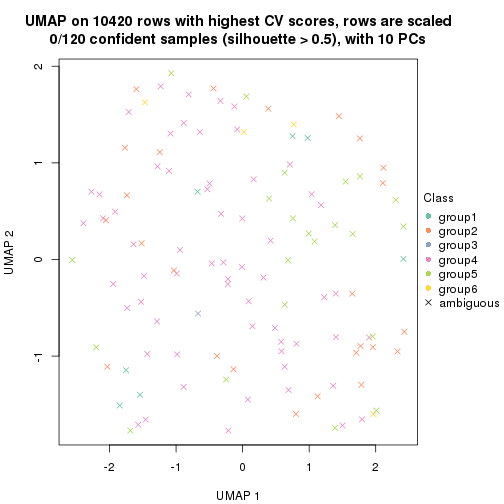 UMAP on 10420 rows with highest CV scores, rows are scaled
0/120 confident samples (silhouette > 0.5), with 10 PCs
2
1
0
-1
UMAP 2
-2
-1
0
1
2
UMAP 1
Class
group1
group2
group3
group4
group5
group6
ambiguous